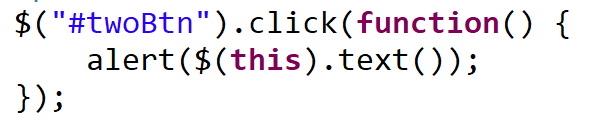 $("#twoBtn").click(function() {
    alert($(this).text());
});